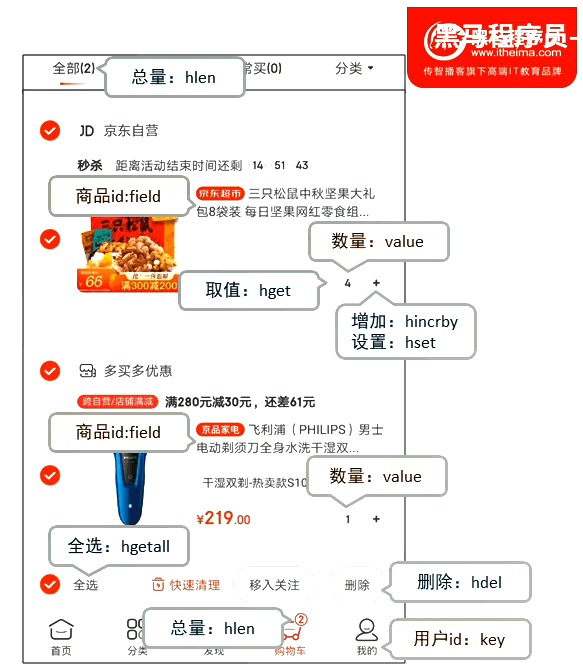 黑马程序员
www.itheima.com
传智播客旗下高端IT教育品牌
全部(2)
总量：hlen
常买(0)
分类
JD 京东自营
秒杀 距离活动结束时间还剩 14 51 43
商品id:field
京东超市 三只松鼠中秋坚果大礼
包8袋装 每日坚果网红零食组...
三只松鼠
66
满300减200
数量：value
取值：hget
4 +
增加：hincrby
设置：hset
多买多优惠
跨自营/店铺满减 满280元减30元，还差61元
商品id:field
京品家电 飞利浦（PHILIPS）男士
电动剃须刀全身水洗干湿双...
干湿双剃-热卖款S10
数量：value
¥219.00
1 +
全选：hgetall
全选
快速清理
移入关注
删除
删除：hdel
总量：hlen
2
首页
分类
发现
购物车
我的
用户id：key